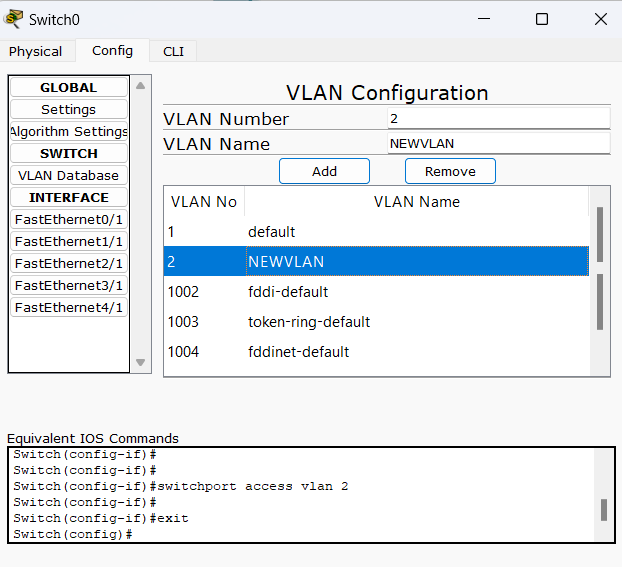 Switch0
Physical Config CLI
GLOBAL
Settings
Algorithm Settings
SWITCH
VLAN Database
INTERFACE
FastEthernet0/1
FastEthernet1/1
FastEthernet2/1
FastEthernet3/1
FastEthernet4/1
VLAN Configuration
VLAN Number 2
VLAN Name NEWVLAN
Add Remove
VLAN No VLAN Name
1 default
2 NEWVLAN
1002 fddi-default
1003 token-ring-default
1004 fddinet-default
Equivalent IOS Commands
Switch(config-if)#
Switch(config-if)#
Switch(config-if)#switchport access vlan 2
Switch(config-if)#
Switch(config-if)#exit
Switch(config)#